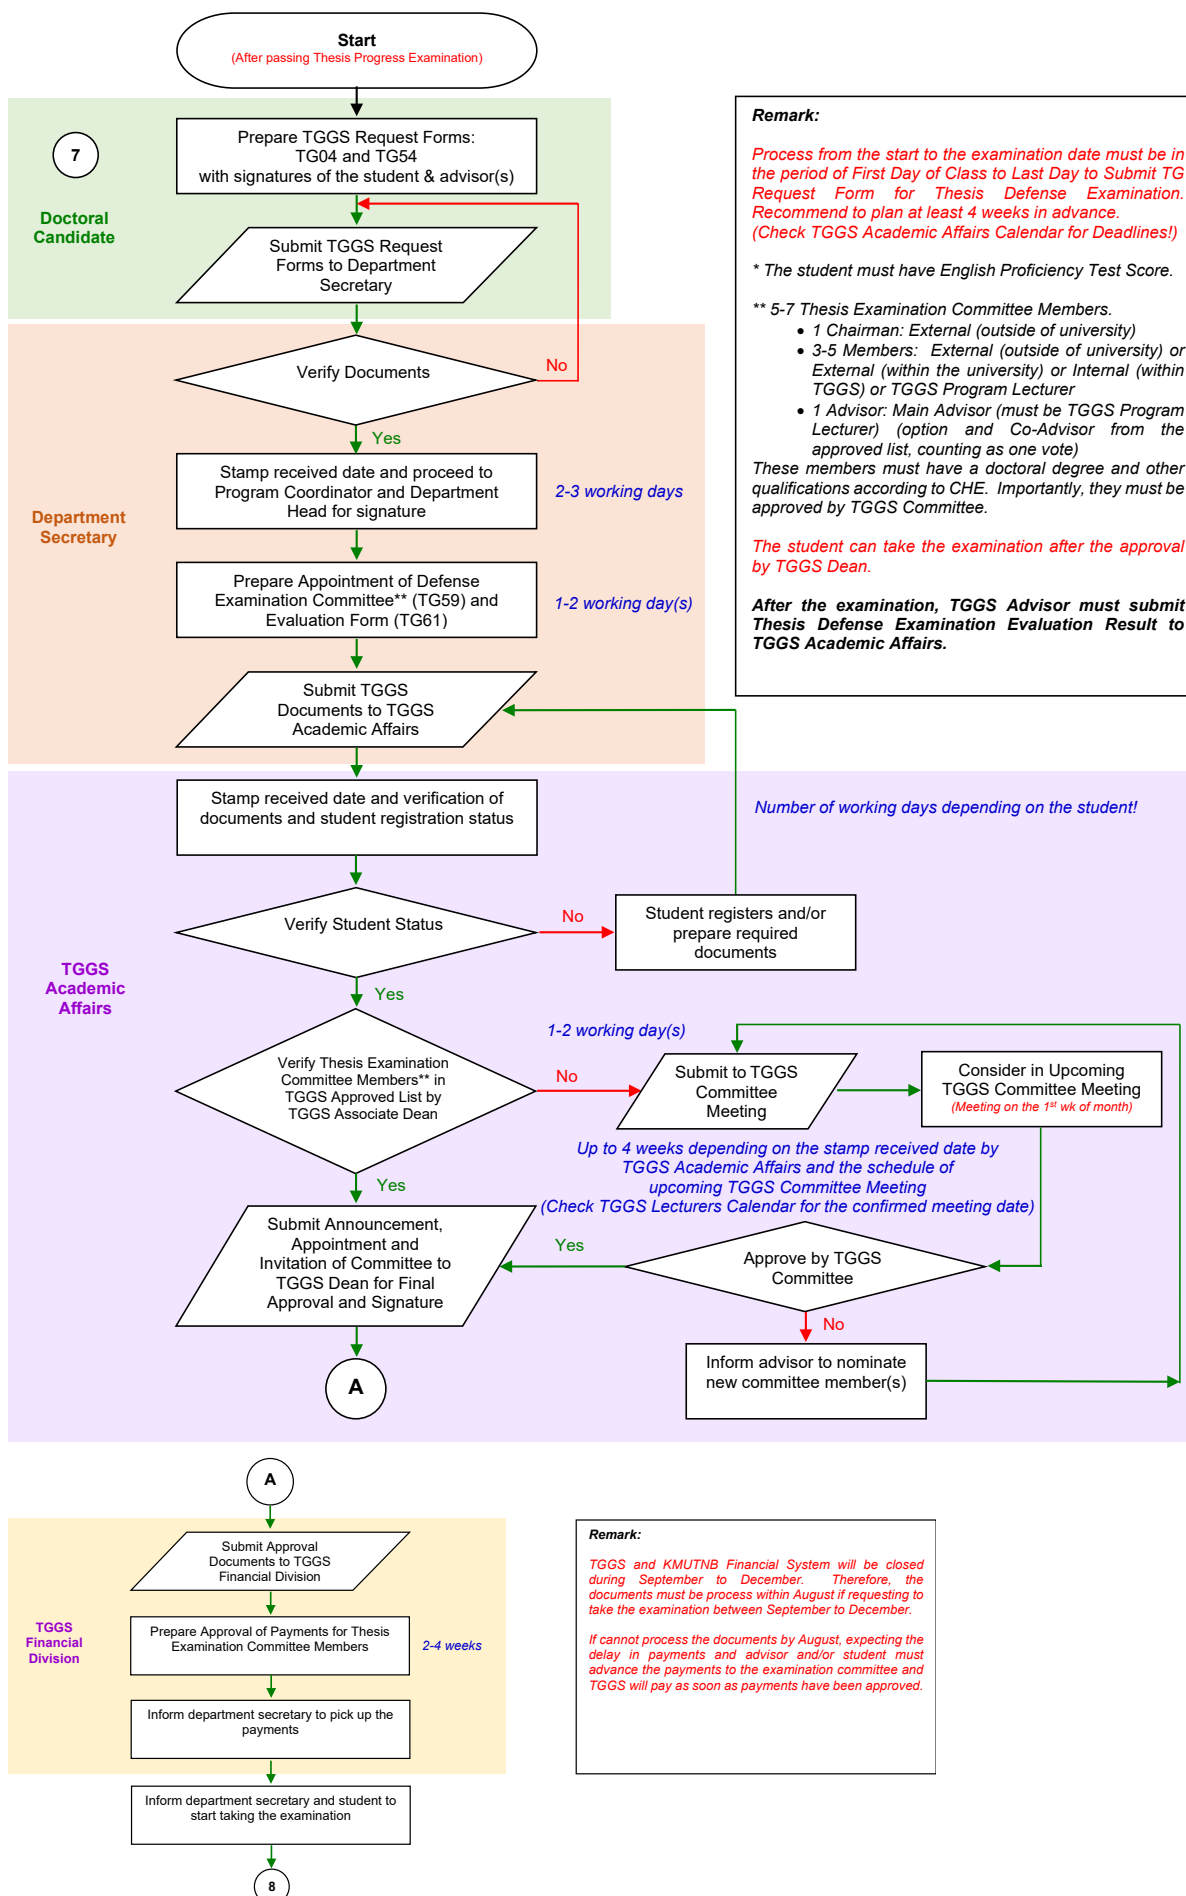 Start
(After passing Thesis Progress Examination)
7
Doctoral
Candidate
Prepare TGGS Request Forms:
TG04 and TG54
with signatures of the student & advisor(s)
Submit TGGS Request
Forms to Department
Secretary
Verify Documents
No
Yes
Department
Secretary
Stamp received date and proceed to
Program Coordinator and Department
Head for signature
2-3 working days
Prepare Appointment of Defense
Examination Committee** (TG59) and
Evaluation Form (TG61)
1-2 working day(s)
Submit TGGS
Documents to TGGS
Academic Affairs
Remark:
Process from the start to the examination date must be in
the period of First Day of Class to Last Day to Submit TG
Request Form for Thesis Defense Examination.
Recommend to plan at least 4 weeks in advance.
(Check TGGS Academic Affairs Calendar for Deadlines!)
* The student must have English Proficiency Test Score.
** 5-7 Thesis Examination Committee Members.
• 1 Chairman: External (outside of university)
• 3-5 Members: External (outside of university) or
External (within the university) or Internal (within
TGGS) or TGGS Program Lecturer
• 1 Advisor: Main Advisor (must be TGGS Program
Lecturer) (option and Co-Advisor from the
approved list, counting as one vote)
These members must have a doctoral degree and other
qualifications according to CHE. Importantly, they must be
approved by TGGS Committee.
The student can take the examination after the approval
by TGGS Dean.
After the examination, TGGS Advisor must submit
Thesis Defense Examination Evaluation Result to
TGGS Academic Affairs.
Stamp received date and verification of
documents and student registration status
Number of working days depending on the student!
Verify Student Status
No
Student registers and/or
prepare required
documents
TGGS
Academic
Affairs
Yes
1-2 working day(s)
Verify Thesis Examination
Committee Members** in
TGGS Approved List by
TGGS Associate Dean
No
Submit to TGGS
Committee
Meeting
Consider in Upcoming
TGGS Committee Meeting
(Meeting on the 1st wk of month)
Up to 4 weeks depending on the stamp received date by
TGGS Academic Affairs and the schedule of
upcoming TGGS Committee Meeting
(Check TGGS Lecturers Calendar for the confirmed meeting date)
Yes
Submit Announcement,
Appointment and
Invitation of Committee to
TGGS Dean for Final
Approval and Signature
Yes
Approve by TGGS
Committee
No
Inform advisor to nominate
new committee member(s)
A
A
TGGS
Financial
Division
Submit Approval
Documents to TGGS
Financial Division
Prepare Approval of Payments for Thesis
Examination Committee Members
2-4 weeks
Inform department secretary to pick up the
payments
Inform department secretary and student to
start taking the examination
8
Remark:
TGGS and KMUTNB Financial System will be closed
during September to December. Therefore, the
documents must be process within August if requesting to
take the examination between September to December.
If cannot process the documents by August, expecting the
delay in payments and advisor and/or student must
advance the payments to the examination committee and
TGGS will pay as soon as payments have been approved.